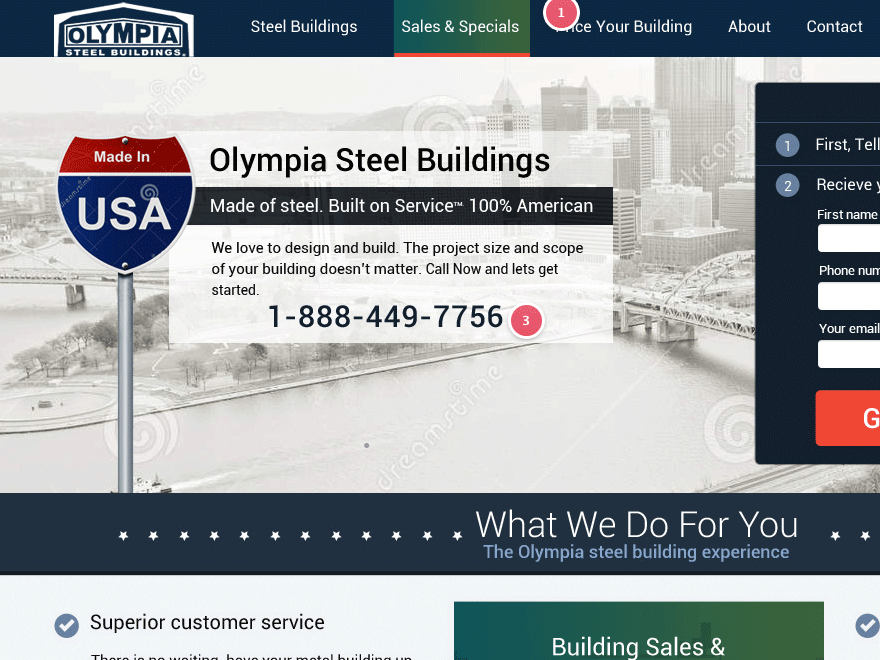 OLYMPIA
STEEL BUILDINGS
Steel Buildings
Sales & Specials
1
Your Building
About
Contact
Made In
USA
Olympia Steel Buildings
Made of steel. Built on Service™ 100% American
We love to design and build. The project size and scope
of your building doesn't matter. Call Now and lets get
started.
1-888-449-7756
3
1 First, Tell
2 Recieve
First name
Phone num
Your email
G
dreamstime
What We Do For You
The Olympia steel building experience
Superior customer service
There is no waiting, have your metal building up
Building Sales &